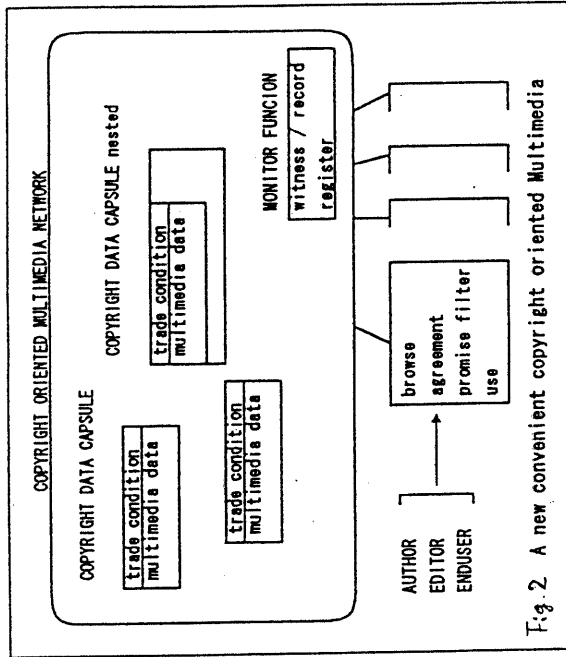 COPYRIGHT ORIENTED MULTIMEDIA NETWORK
COPYRIGHT DATA CAPSULE
trade condition
multimedia data
trade condition
multimedia data
COPYRIGHT DATA CAPSULE nested
trade condition
multimedia data
MONITOR FUNCION
witness / record
register
AUTHOR
EDITOR
ENDUSER
browse
agreement
promise filter
use
Fig. 2 A new convenient copyright oriented Multimedia